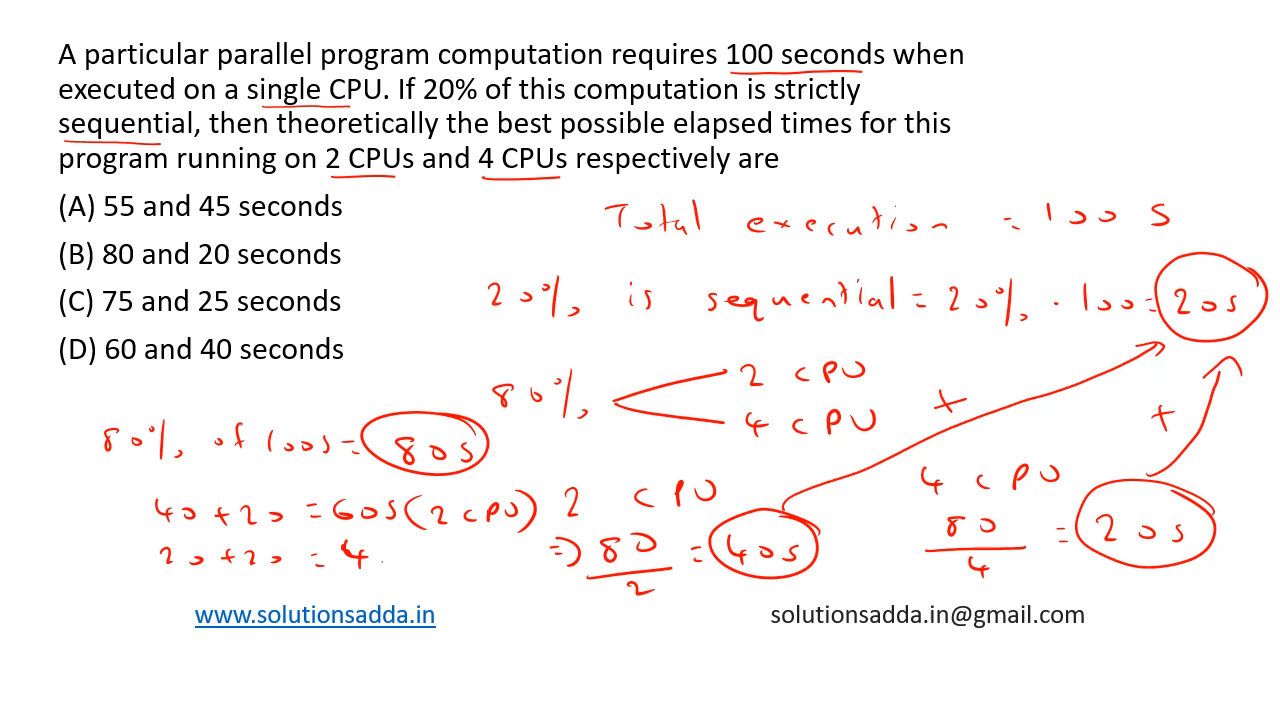 A particular parallel program computation requires 100 seconds when
executed on a single CPU. If 20% of this computation is strictly
sequential, then theoretically the best possible elapsed times for this
program running on 2 CPUs and 4 CPUs respectively are
(A) 55 and 45 seconds
(B) 80 and 20 seconds
(C) 75 and 25 seconds
(D) 60 and 40 seconds
Total execution = 100 S
20% is sequential = 20% . 100 = 20s
80%
2 CPU
4 CPU
+
+
80% of 100s = 80s
40 + 20 = 60s (2 CPU)
20 + 20 = 4
2 CPU
=> 80/2 = 40s
4 CPU
80/4 = 20s
www.solutionsadda.in
solutionsadda.in@gmail.com